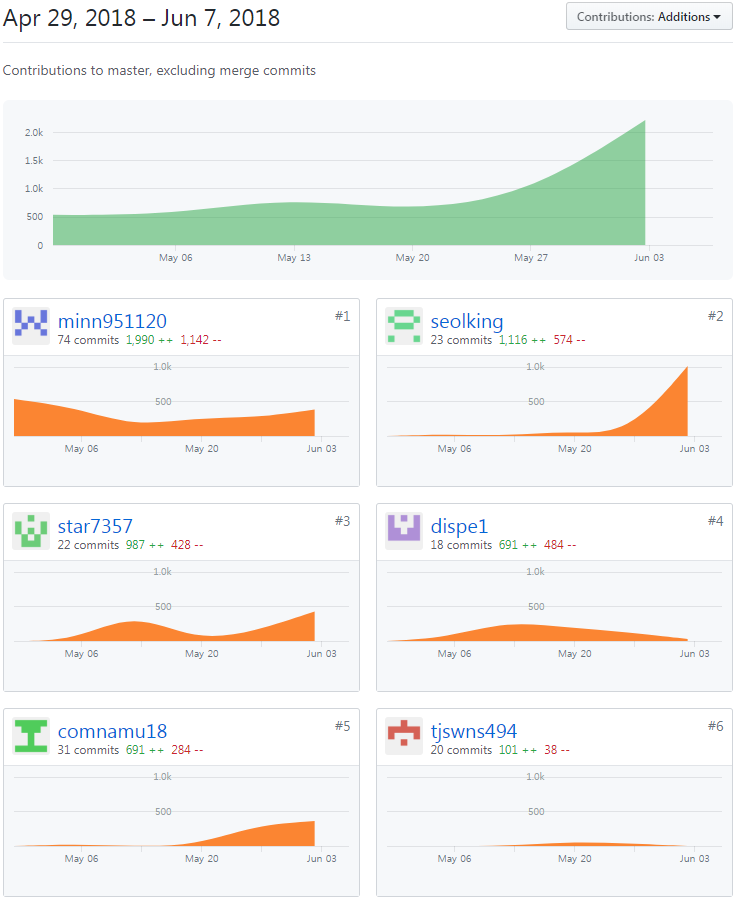 Apr 29, 2018 – Jun 7, 2018
Contributions: Additions
Contributions to master, excluding merge commits
2.0k
1.5k
1.0k
500
0
May 06 May 13 May 20 May 27 Jun 03
minn951120 #1
74 commits 1,990 ++ 1,142 --
1.0k
500
May 06 May 20 Jun 03
seolking #2
23 commits 1,116 ++ 574 --
1.0k
500
May 06 May 20 Jun 03
star7357 #3
22 commits 987 ++ 428 --
1.0k
500
May 06 May 20 Jun 03
dispe1 #4
18 commits 691 ++ 484 --
1.0k
500
May 06 May 20 Jun 03
comnamu18 #5
31 commits 691 ++ 284 --
1.0k
500
May 06 May 20 Jun 03
tjswns494 #6
20 commits 101 ++ 38 --
1.0k
500
May 06 May 20 Jun 03